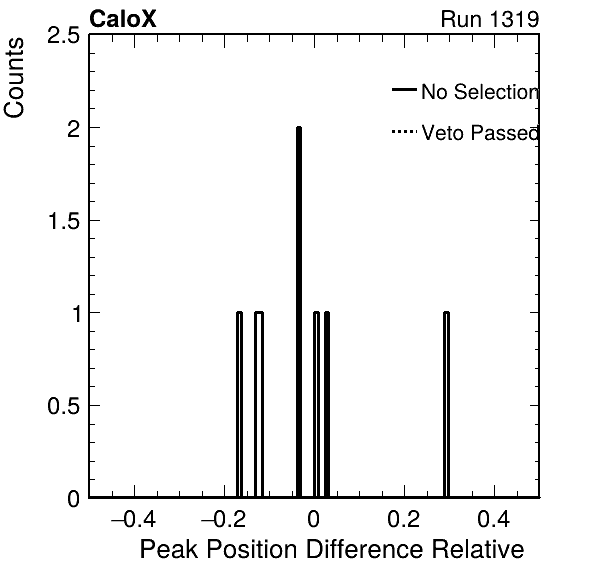 CaloX Run 1319
Counts
2.5
2
1.5
1
0.5
0
No Selection
Veto Passed
−0.4 −0.2 0 0.2 0.4
Peak Position Difference Relative